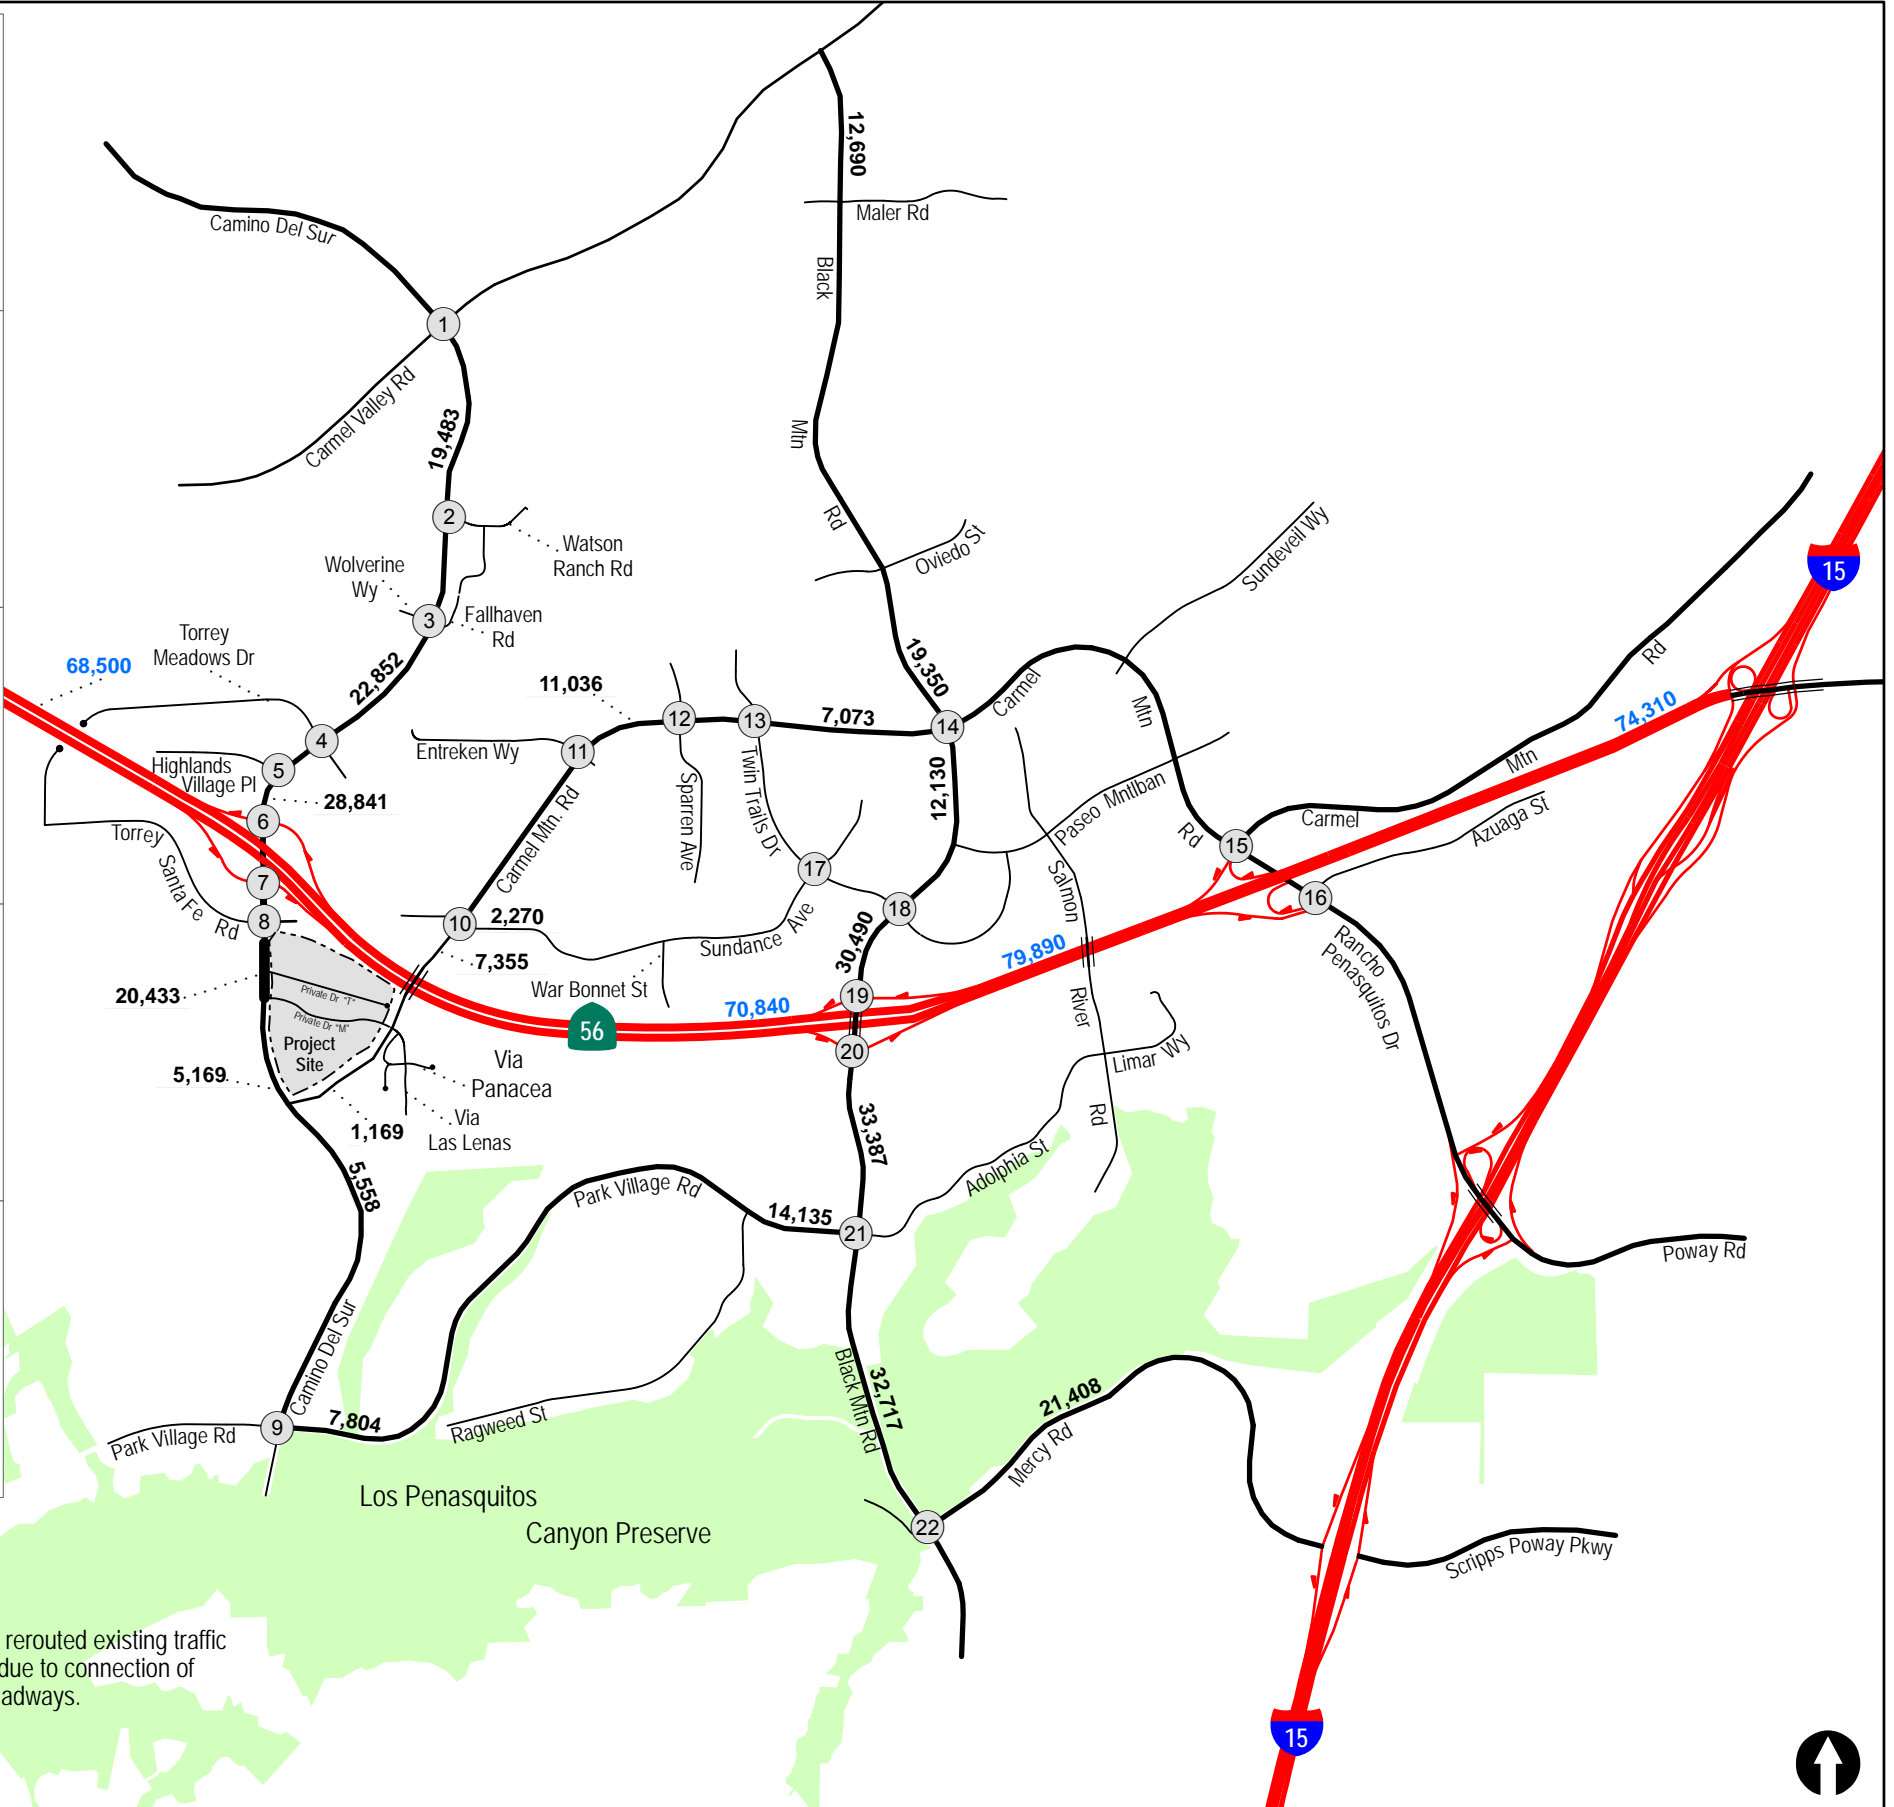 12,690
Maler Rd
Camino Del Sur
Black
1
Carmel Valley Rd
19,483
Mtn
2
Watson
Ranch Rd
Rd
Oviedo St
Sundeveil Wy
15
Wolverine
Wy
3
Fallhaven
Rd
Torrey
Meadows Dr
68,500
22,852
11,036
19,350
Carmel
Rd
Mtn
74,310
12
13
7,073
14
4
Entreken Wy
11
Highlands
Village Pl
5
28,841
Mtn
Sparren Ave
Twin Trails Dr
12,130
Paseo Mntlban
Carmel
Azuaga St
6
Torrey
Santa Fe
Rd
Carmel Mtn. Rd
Rd
15
7
17
Salmon
16
8
10
2,270
18
Sundance
Ave
30,490
79,890
Rancho
Penasquitos Dr
7,355
War Bonnet St
20,433
Private Dr "T"
Private Dr "M"
Project
Site
19
70,840
56
River
20
Limar Wy
5,169
Via
Panacea
1,169
Via
Las Lenas
33,387
Rd
5,558
Adolphia St
Park Village Rd
14,135
21
Poway Rd
Camino Del Sur
Black Mtn Rd
32,717
21,408
Mercy Rd
9
7,804
Park Village Rd
Ragweed St
Los Penasquitos
Canyon Preserve
22
Scripps Poway Pkwy
rerouted existing traffic
due to connection of
adways.
15